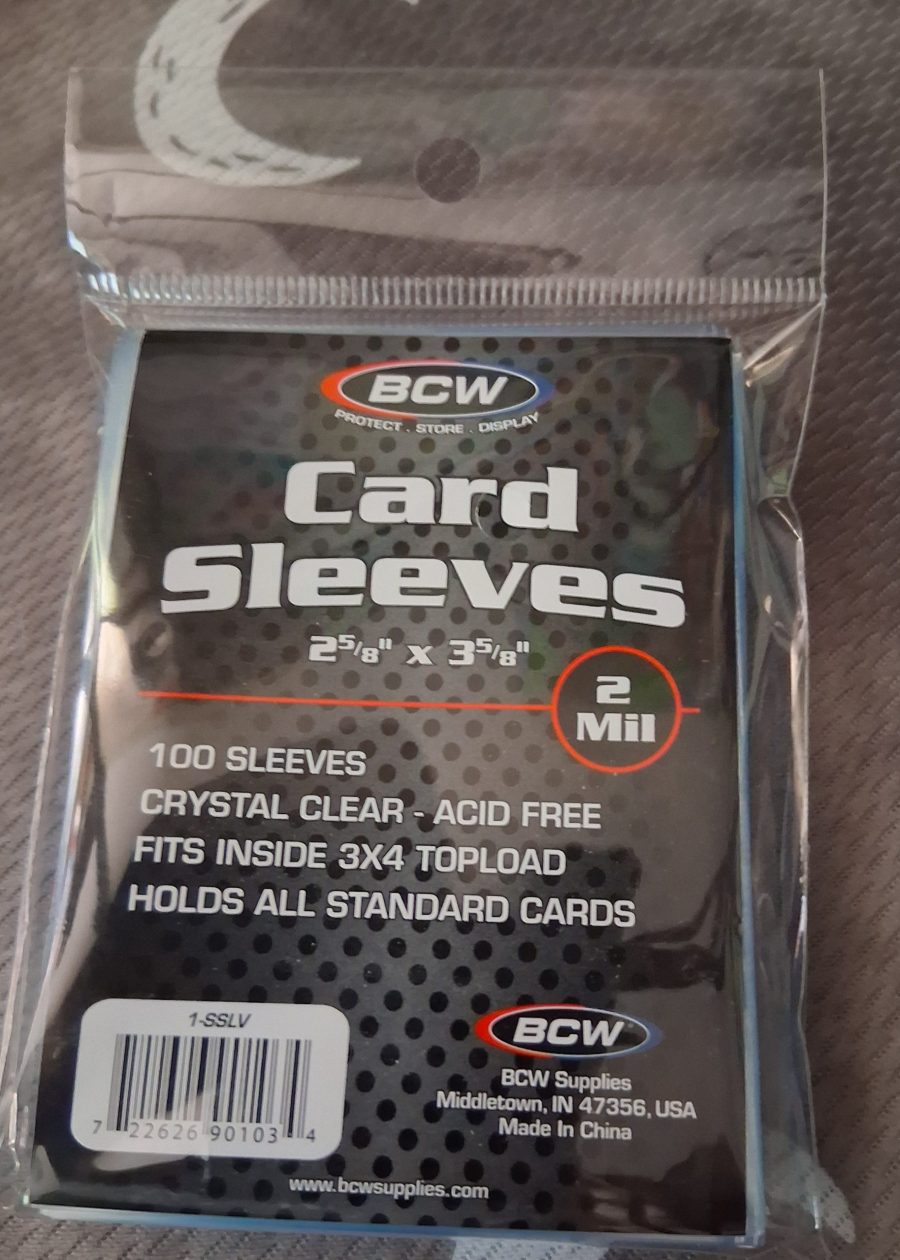 BCW
PROTECT . STORE . DISPLAY
Card
Sleeves
2⁵/₈" x 3⁵/₈"
2
Mil
100 SLEEVES
CRYSTAL CLEAR - ACID FREE
FITS INSIDE 3X4 TOPLOAD
HOLDS ALL STANDARD CARDS
1-SSLV
7 22626 90103 4
BCW
BCW Supplies
Middletown, IN 47356, USA
Made In China
www.bcwsupplies.com